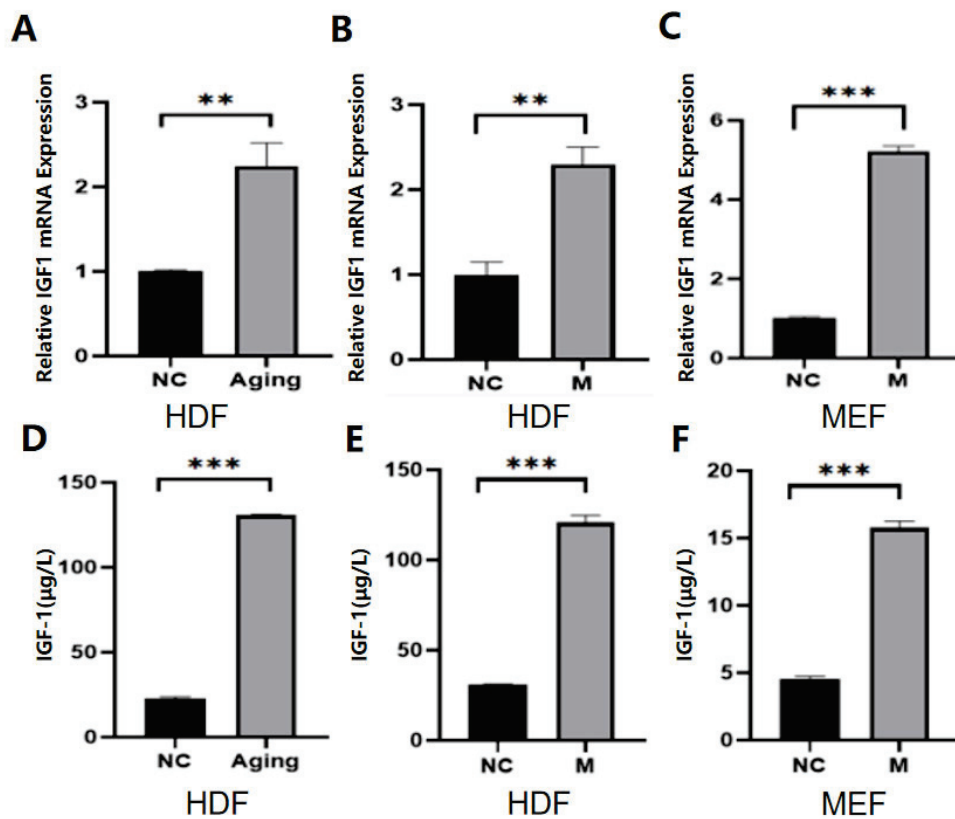 A
Relative IGF1 mRNA Expression
3
2
1
0
**
NC Aging
HDF
B
Relative IGF1 mRNA Expression
3
2
1
0
**
NC M
HDF
C
Relative IGF1 mRNA Expression
6
4
2
0
***
NC M
MEF
D
IGF-1(μg/L)
150
100
50
0
***
NC Aging
HDF
E
IGF-1(μg/L)
150
100
50
0
***
NC M
HDF
F
IGF-1(μg/L)
20
15
10
5
0
***
NC M
MEF